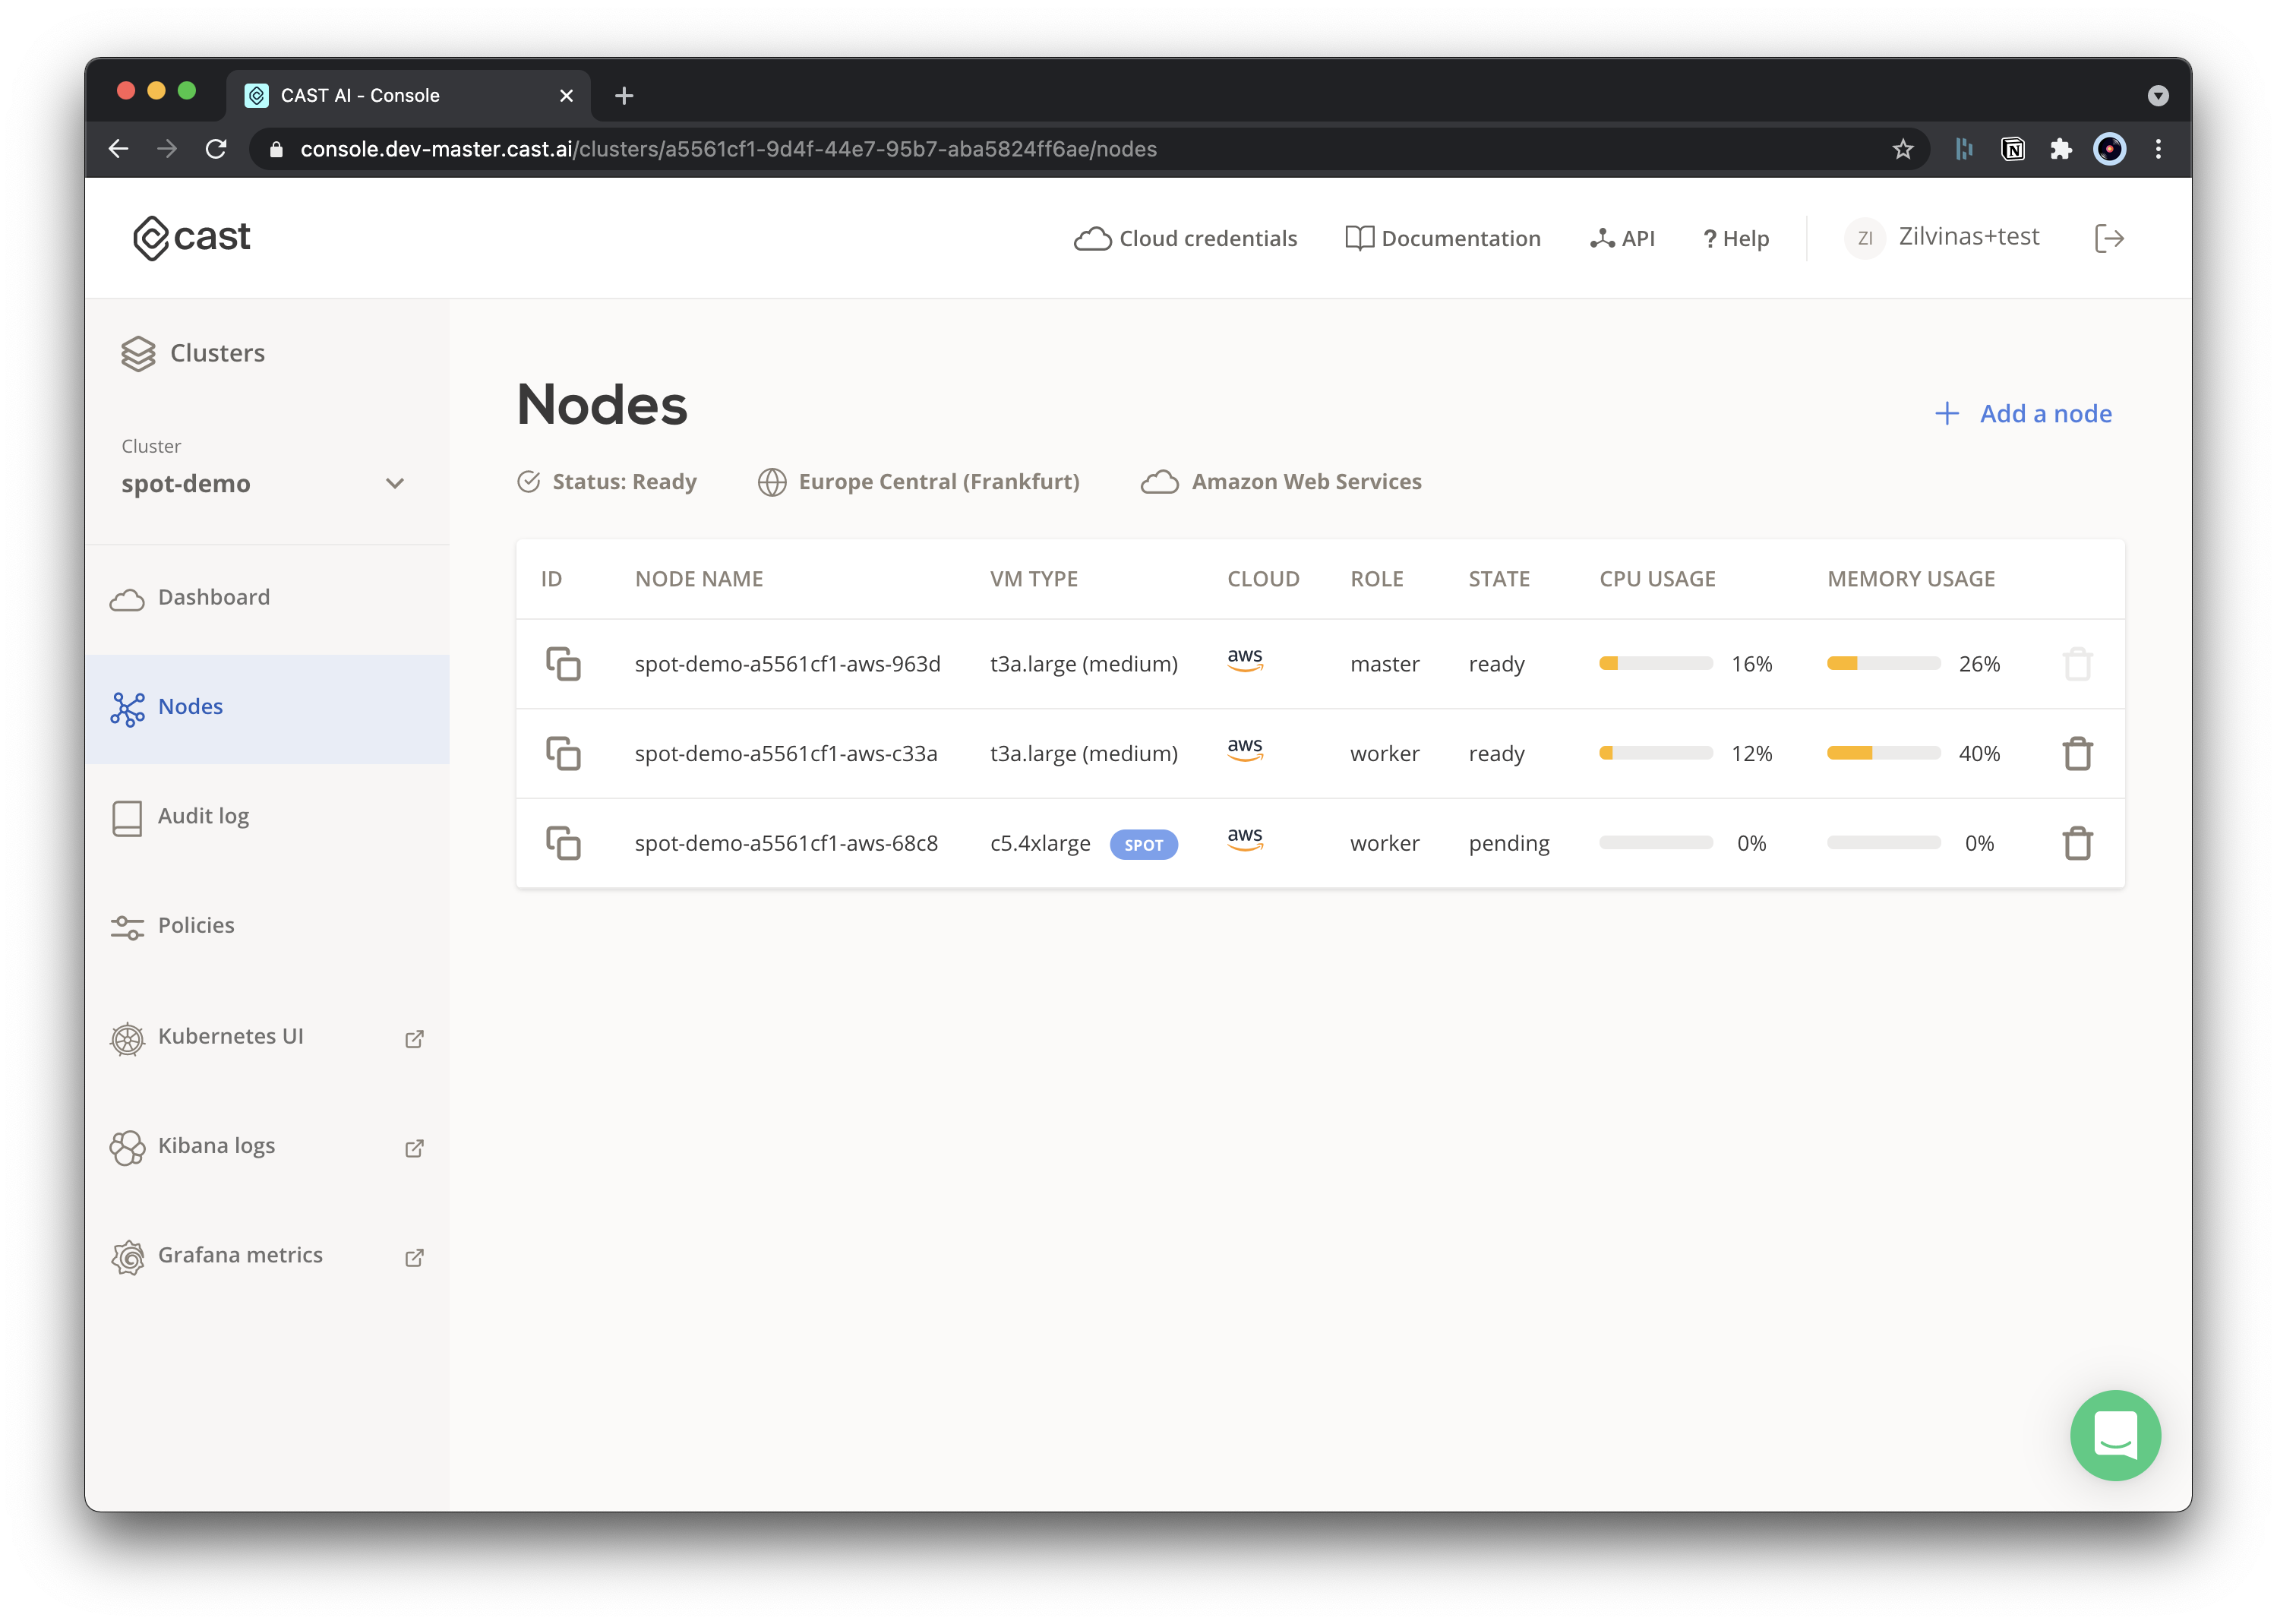 CAST AI - Console
console.dev-master.cast.ai/clusters/a5561cf1-9d4f-44e7-95b7-aba5824ff6ae/nodes
cast
Cloud credentials
Documentation
API
? Help
ZI
Zilvinas+test
Clusters
Cluster
spot-demo
Dashboard
Nodes
Audit log
Policies
Kubernetes UI
Kibana logs
Grafana metrics
Nodes
+ Add a node
Status: Ready
Europe Central (Frankfurt)
Amazon Web Services
ID NODE NAME VM TYPE CLOUD ROLE STATE CPU USAGE MEMORY USAGE
spot-demo-a5561cf1-aws-963d t3a.large (medium) aws master ready 16% 26%
spot-demo-a5561cf1-aws-c33a t3a.large (medium) aws worker ready 12% 40%
spot-demo-a5561cf1-aws-68c8 c5.4xlarge SPOT aws worker pending 0% 0%